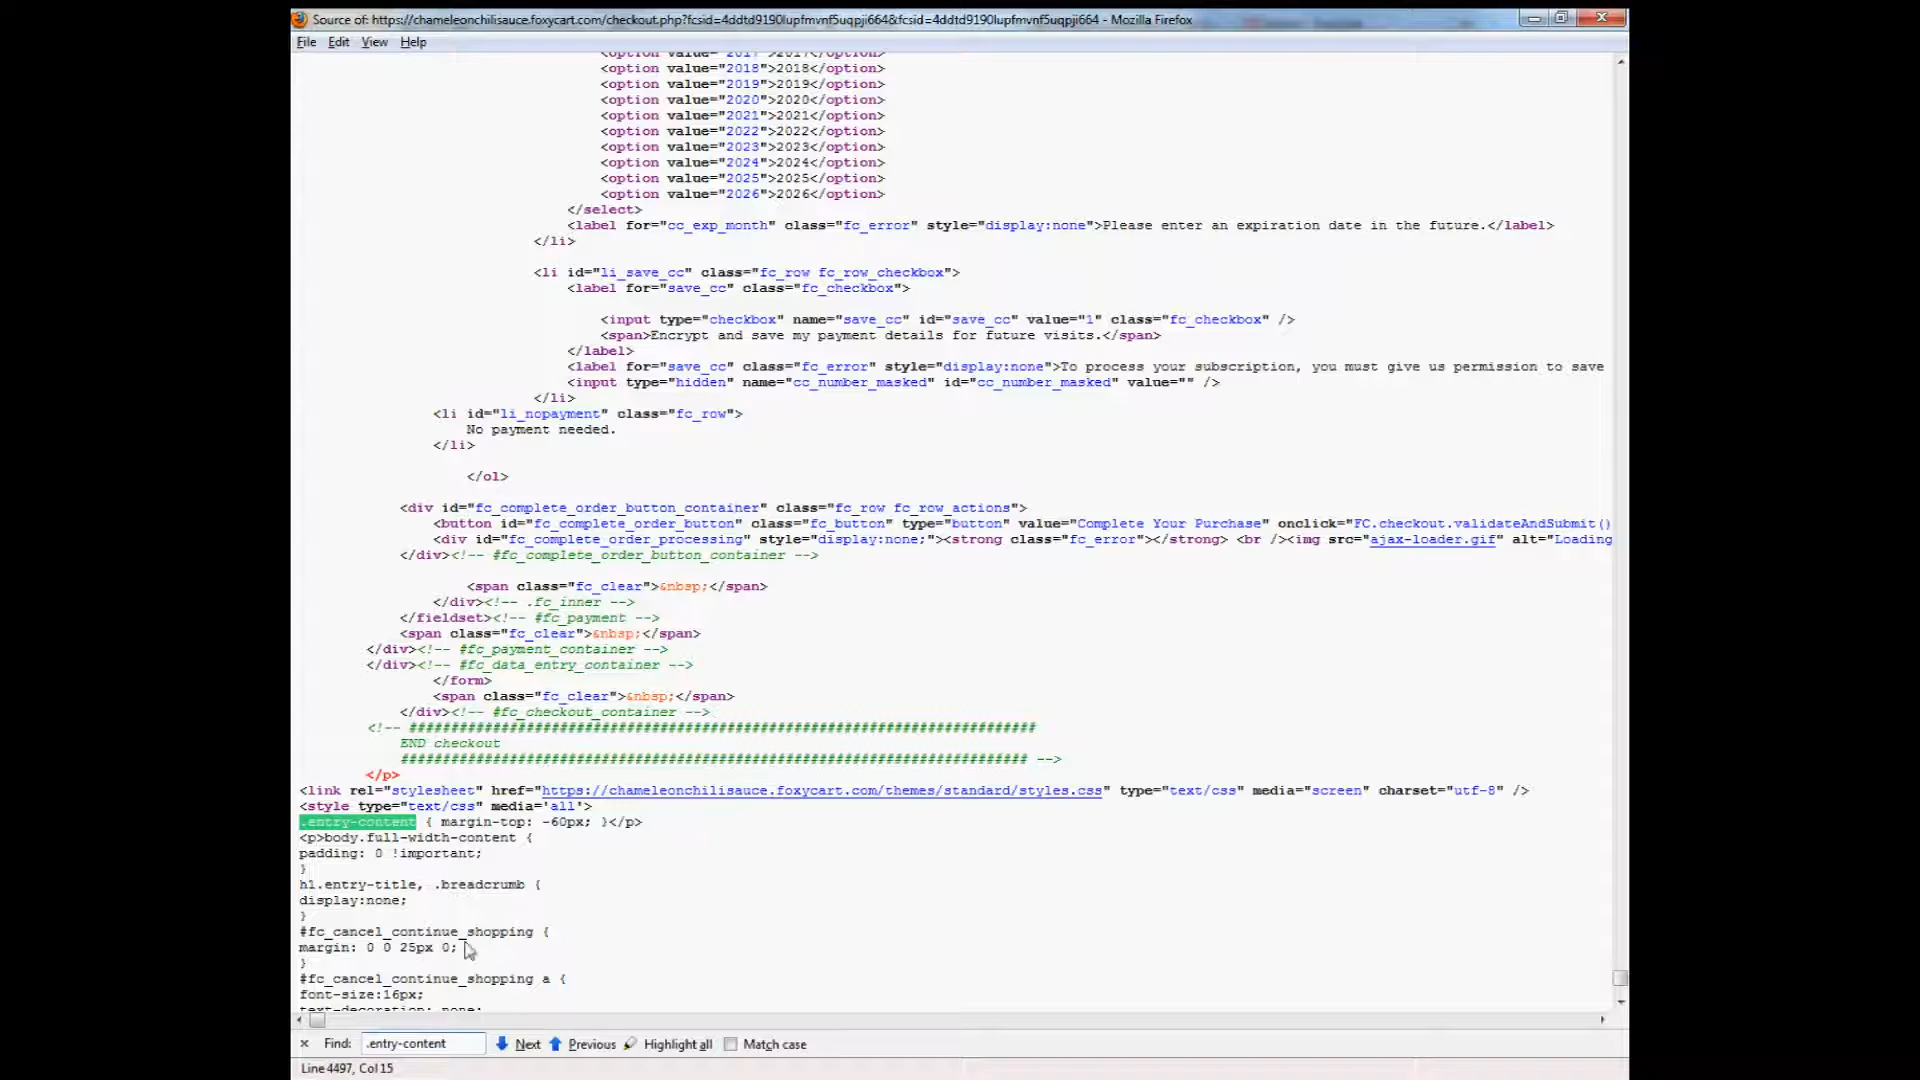 Source of: https://chameleonchilisauce.foxycart.com/checkout.php?fcsid=4ddtd9190lupfmvnf5uqpji664&fcsid=4ddtd9190lupfmvnf5uqpji664 - Mozilla Firefox
File Edit View Help
<option value="2017">2017</option>
<option value="2018">2018</option>
<option value="2019">2019</option>
<option value="2020">2020</option>
<option value="2021">2021</option>
<option value="2022">2022</option>
<option value="2023">2023</option>
<option value="2024">2024</option>
<option value="2025">2025</option>
<option value="2026">2026</option>
</select>
<label for="cc_exp_month" class="fc_error" style="display:none">Please enter an expiration date in the future.</label>
</li>
<li id="li_save_cc" class="fc_row fc_row_checkbox">
<label for="save_cc" class="fc_checkbox">
<input type="checkbox" name="save_cc" id="save_cc" value="1" class="fc_checkbox" />
<span>Encrypt and save my payment details for future visits.</span>
</label>
<label for="save_cc" class="fc_error" style="display:none">To process your subscription, you must give us permission to save
<input type="hidden" name="cc_number_masked" id="cc_number_masked" value="" />
</li>
<li id="li_nopayment" class="fc_row">
No payment needed.
</li>
</ol>
<div id="fc_complete_order_button_container" class="fc_row fc_row_actions">
<button id="fc_complete_order_button" class="fc_button" type="button" value="Complete Your Purchase" onclick="FC.checkout.validateAndSubmit()
<div id="fc_complete_order_processing" style="display:none;"><strong class="fc_error"></strong> <br /><img src="ajax-loader.gif" alt="Loading
</div><!-- #fc_complete_order_button_container -->
<span class="fc_clear">&nbsp;</span>
</div><!-- .fc_inner -->
</fieldset><!-- #fc_payment -->
<span class="fc_clear">&nbsp;</span>
</div><!-- #fc_payment_container -->
</div><!-- #fc_data_entry_container -->
</form>
<span class="fc_clear">&nbsp;</span>
</div><!-- #fc_checkout_container -->
<!-- ###########################################################################
END checkout
########################################################################### -->
</p>
<link rel="stylesheet" href="https://chameleonchilisauce.foxycart.com/themes/standard/styles.css" type="text/css" media="screen" charset="utf-8" />
<style type="text/css" media='all'>
.entry-content { margin-top: -60px; }</p>
<p>body.full-width-content {
padding: 0 !important;
}
h1.entry-title, .breadcrumb {
display:none;
}
#fc_cancel_continue_shopping {
margin: 0 0 25px 0;
}
#fc_cancel_continue_shopping a {
font-size:16px;
text-decoration: none;
× Find: .entry-content Next Previous Highlight all Match case
Line 4497, Col 15